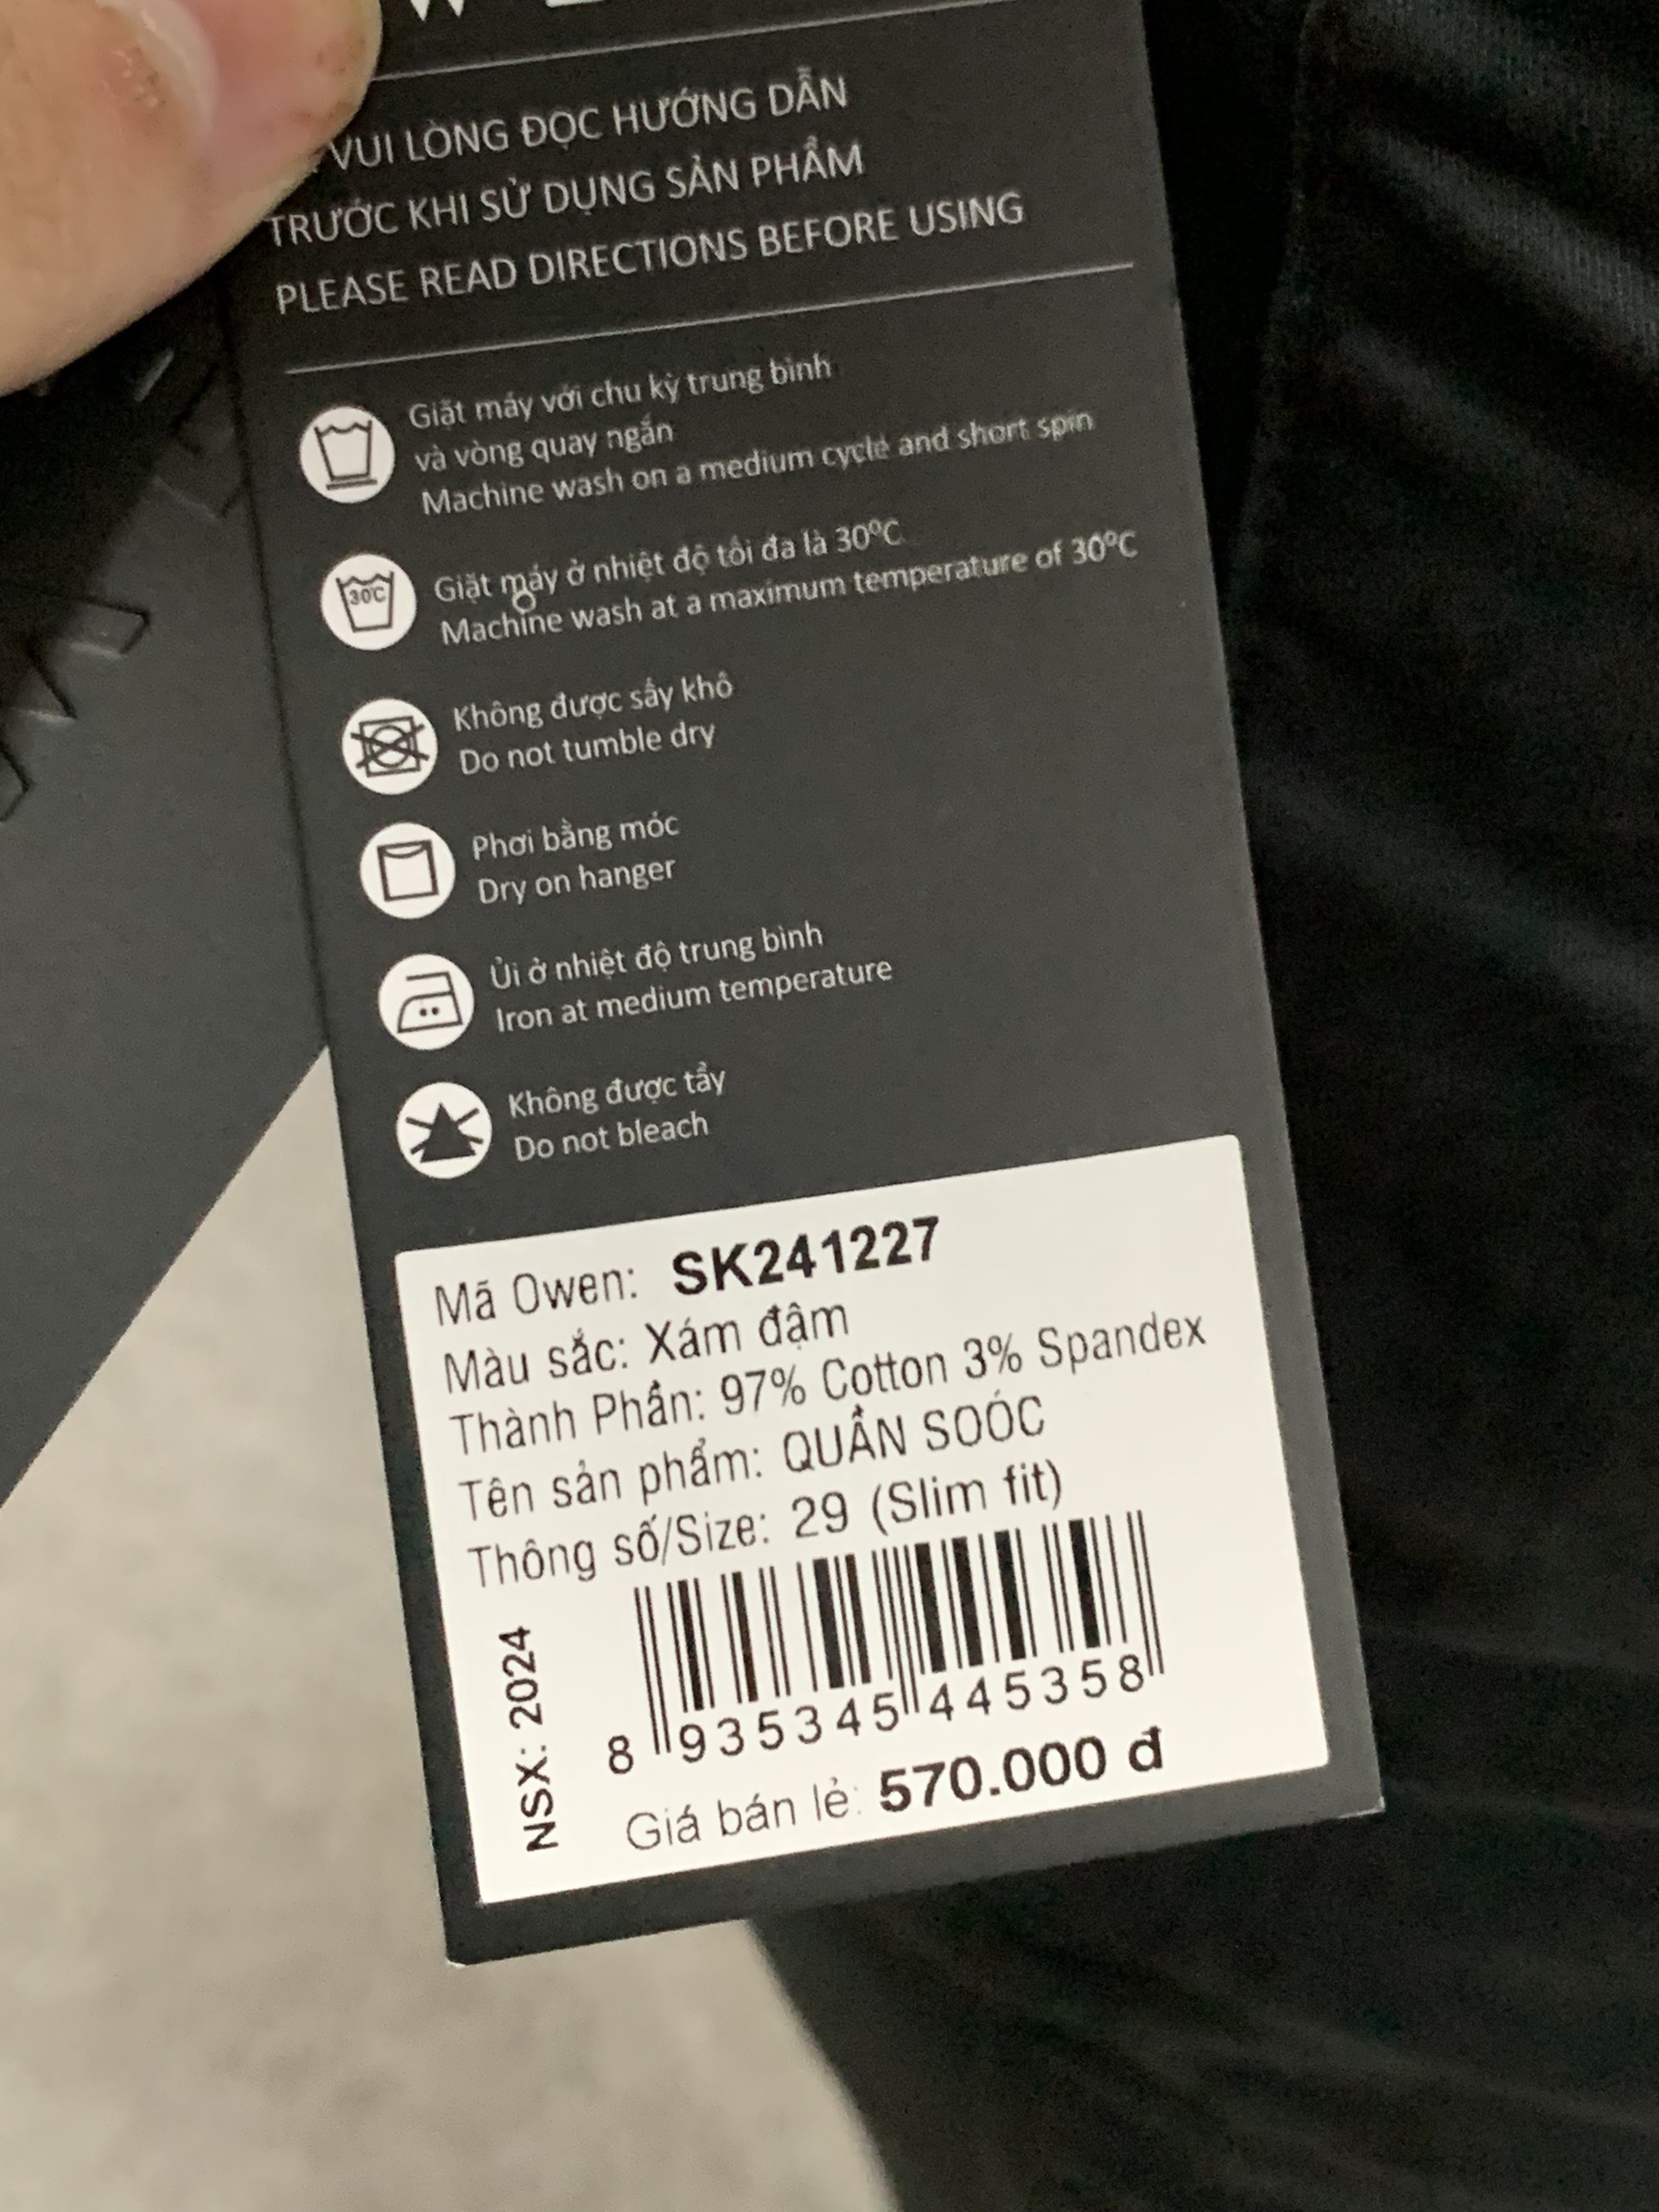 VUI LÒNG ĐỌC HƯỚNG DẪN
TRƯỚC KHI SỬ DỤNG SẢN PHẨM
PLEASE READ DIRECTIONS BEFORE USING
Giặt máy với chu kỳ trung bình
và vòng quay ngắn
Machine wash on a medium cycle and short spin
30°C
Giặt máy ở nhiệt độ tối đa là 30ºC
Machine wash at a maximum temperature of 30ºC
Không được sấy khô
Do not tumble dry
Phơi bằng móc
Dry on hanger
Ủi ở nhiệt độ trung bình
Iron at medium temperature
Không được tẩy
Do not bleach
Mã Owen: SK241227
Màu sắc: Xám đậm
Thành Phần: 97% Cotton 3% Spandex
Tên sản phẩm: QUẦN SOÓC
Thông số/Size: 29 (Slim fit)
NSX: 2024
8 935345 445358
Giá bán lẻ: 570.000 đ